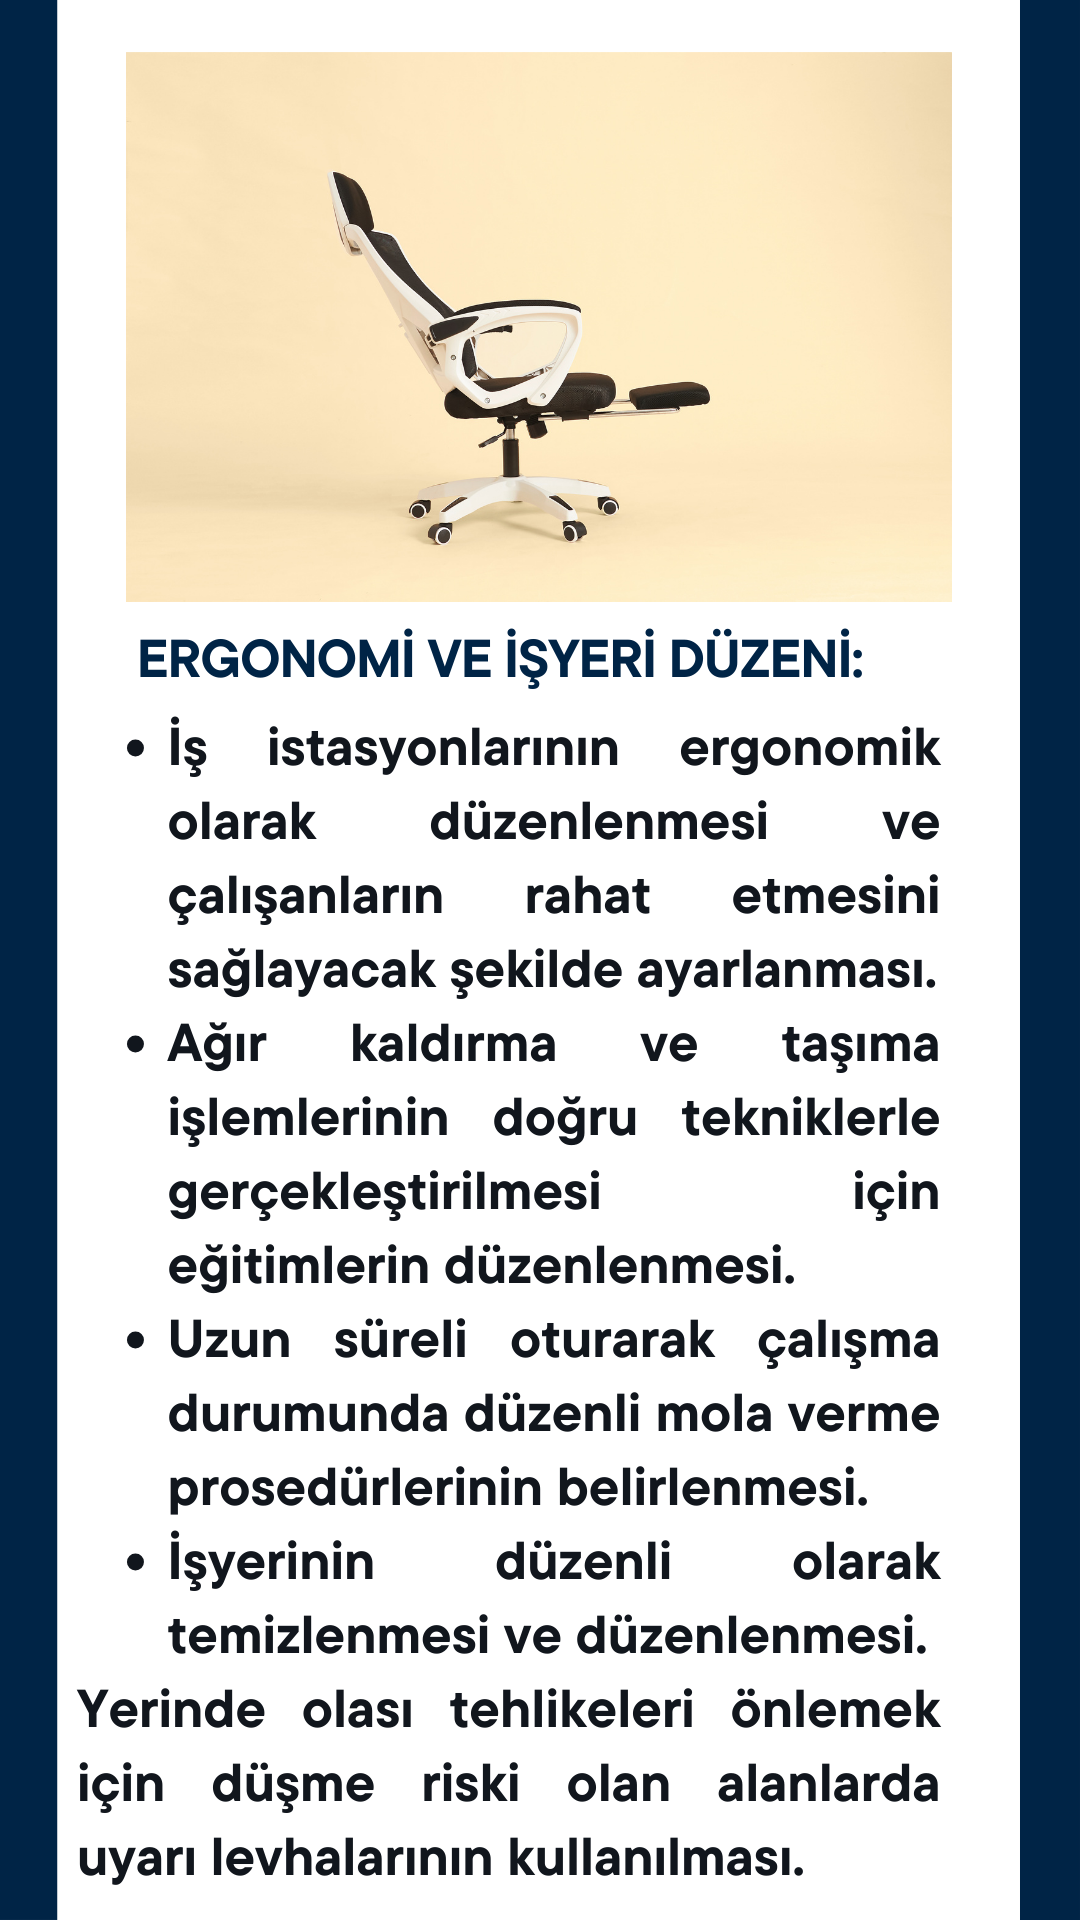 ERGONOMİ VE İŞYERİ DÜZENİ:
• İş istasyonlarının ergonomik
olarak düzenlenmesi ve
çalışanların rahat etmesini
sağlayacak şekilde ayarlanması.
• Ağır kaldırma ve taşıma
işlemlerinin doğru tekniklerle
gerçekleştirilmesi için
eğitimlerin düzenlenmesi.
• Uzun süreli oturarak çalışma
durumunda düzenli mola verme
prosedürlerinin belirlenmesi.
• İşyerinin düzenli olarak
temizlenmesi ve düzenlenmesi.
Yerinde olası tehlikeleri önlemek
için düşme riski olan alanlarda
uyarı levhalarının kullanılması.